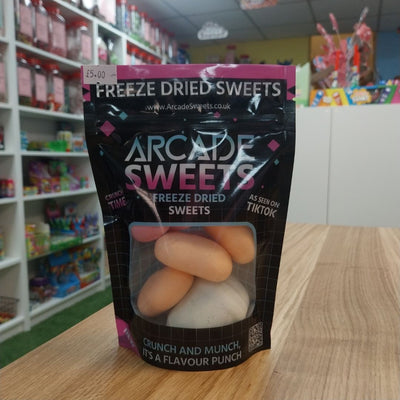 £5.00
FREEZE DRIED SWEETS
www.ArcadeSweets.co.uk
ARCADE
SWEETS
FREEZE DRIED
SWEETS
CRUNCH
TIME
AS SEEN ON
TIKTOK
CRUNCH AND MUNCH,
IT'S A FLAVOUR PUNCH